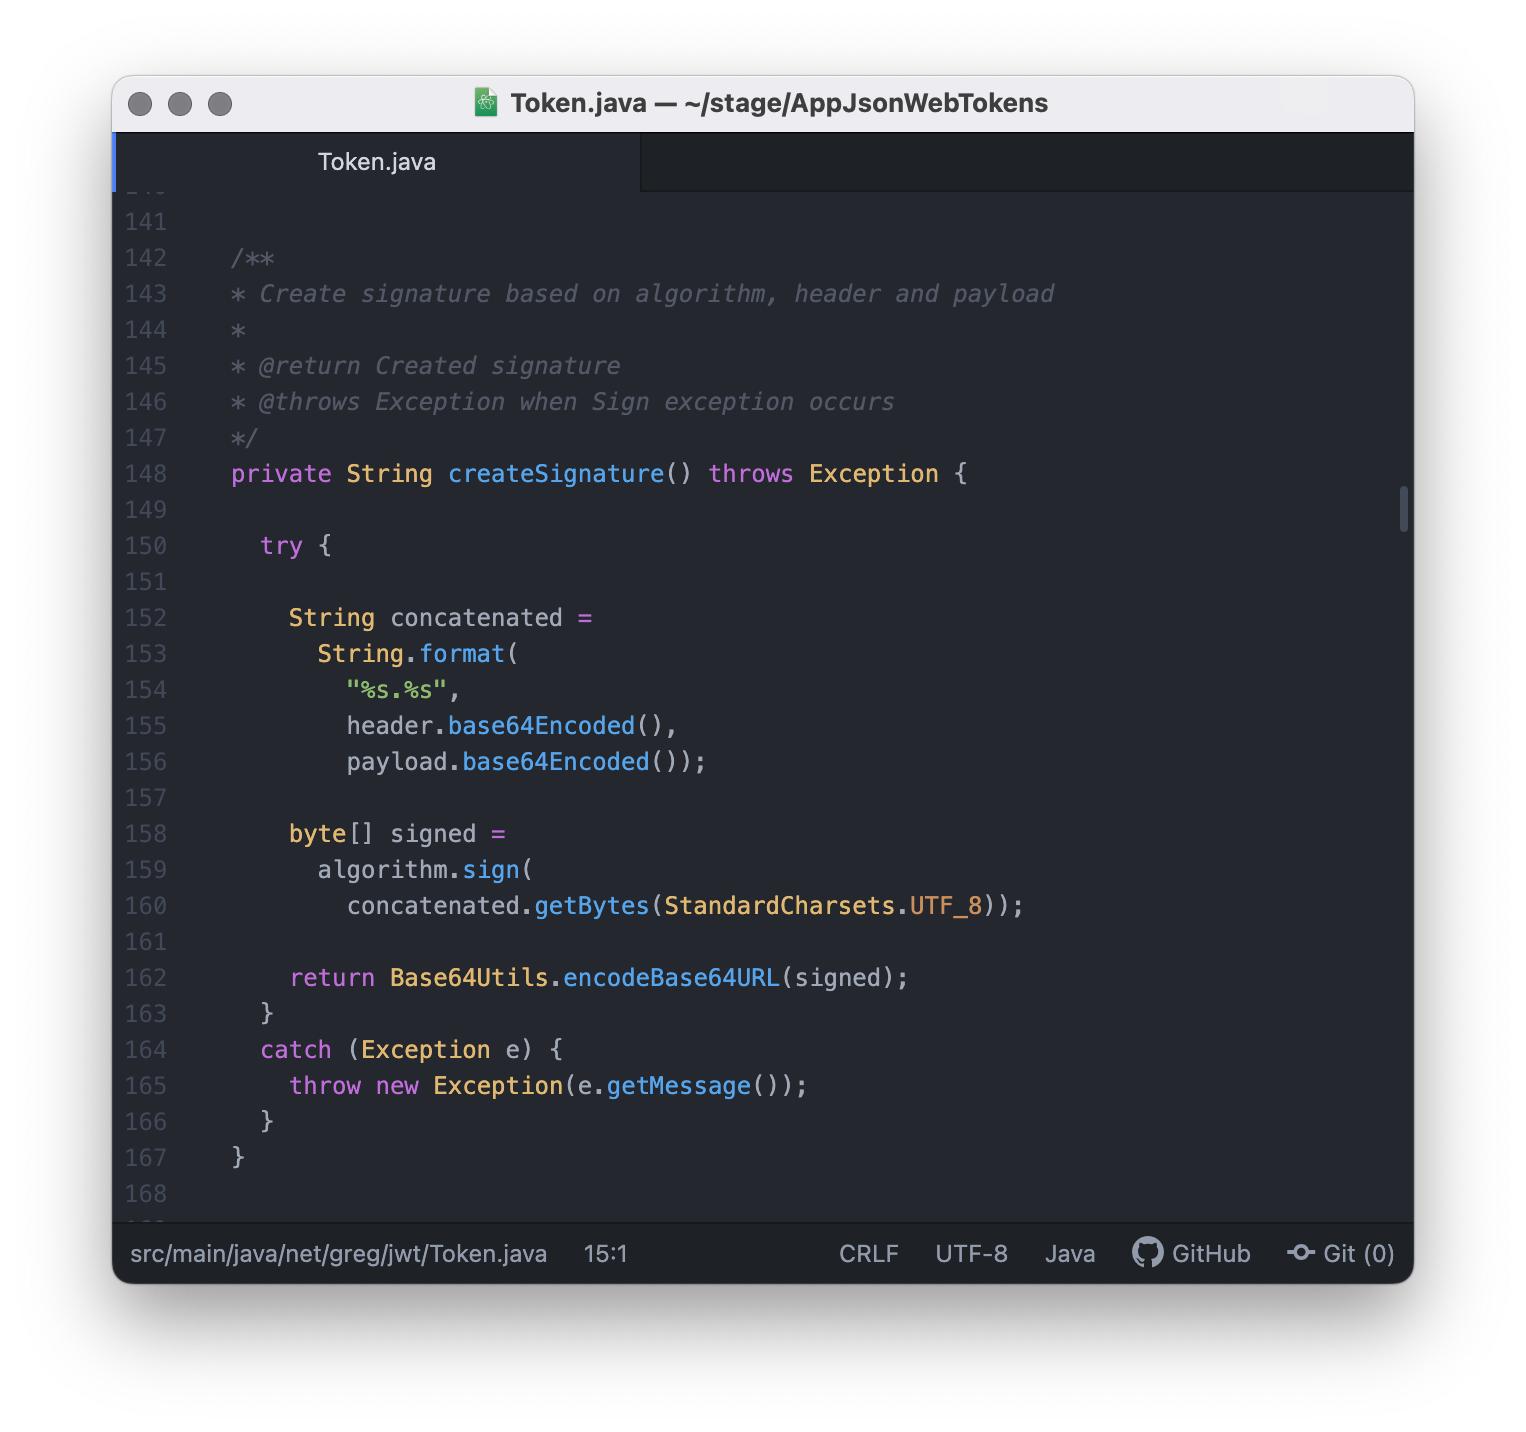 Token.java — ~/stage/AppJsonWebTokens
Token.java
141
142 /**
143 * Create signature based on algorithm, header and payload
144 *
145 * @return Created signature
146 * @throws Exception when Sign exception occurs
147 */
148 private String createSignature() throws Exception {
149
150 try {
151
152 String concatenated =
153 String.format(
154 "%s.%s",
155 header.base64Encoded(),
156 payload.base64Encoded());
157
158 byte[] signed =
159 algorithm.sign(
160 concatenated.getBytes(StandardCharsets.UTF_8));
161
162 return Base64Utils.encodeBase64URL(signed);
163 }
164 catch (Exception e) {
165 throw new Exception(e.getMessage());
166 }
167 }
168
src/main/java/net/greg/jwt/Token.java 15:1 CRLF UTF-8 Java GitHub Git (0)